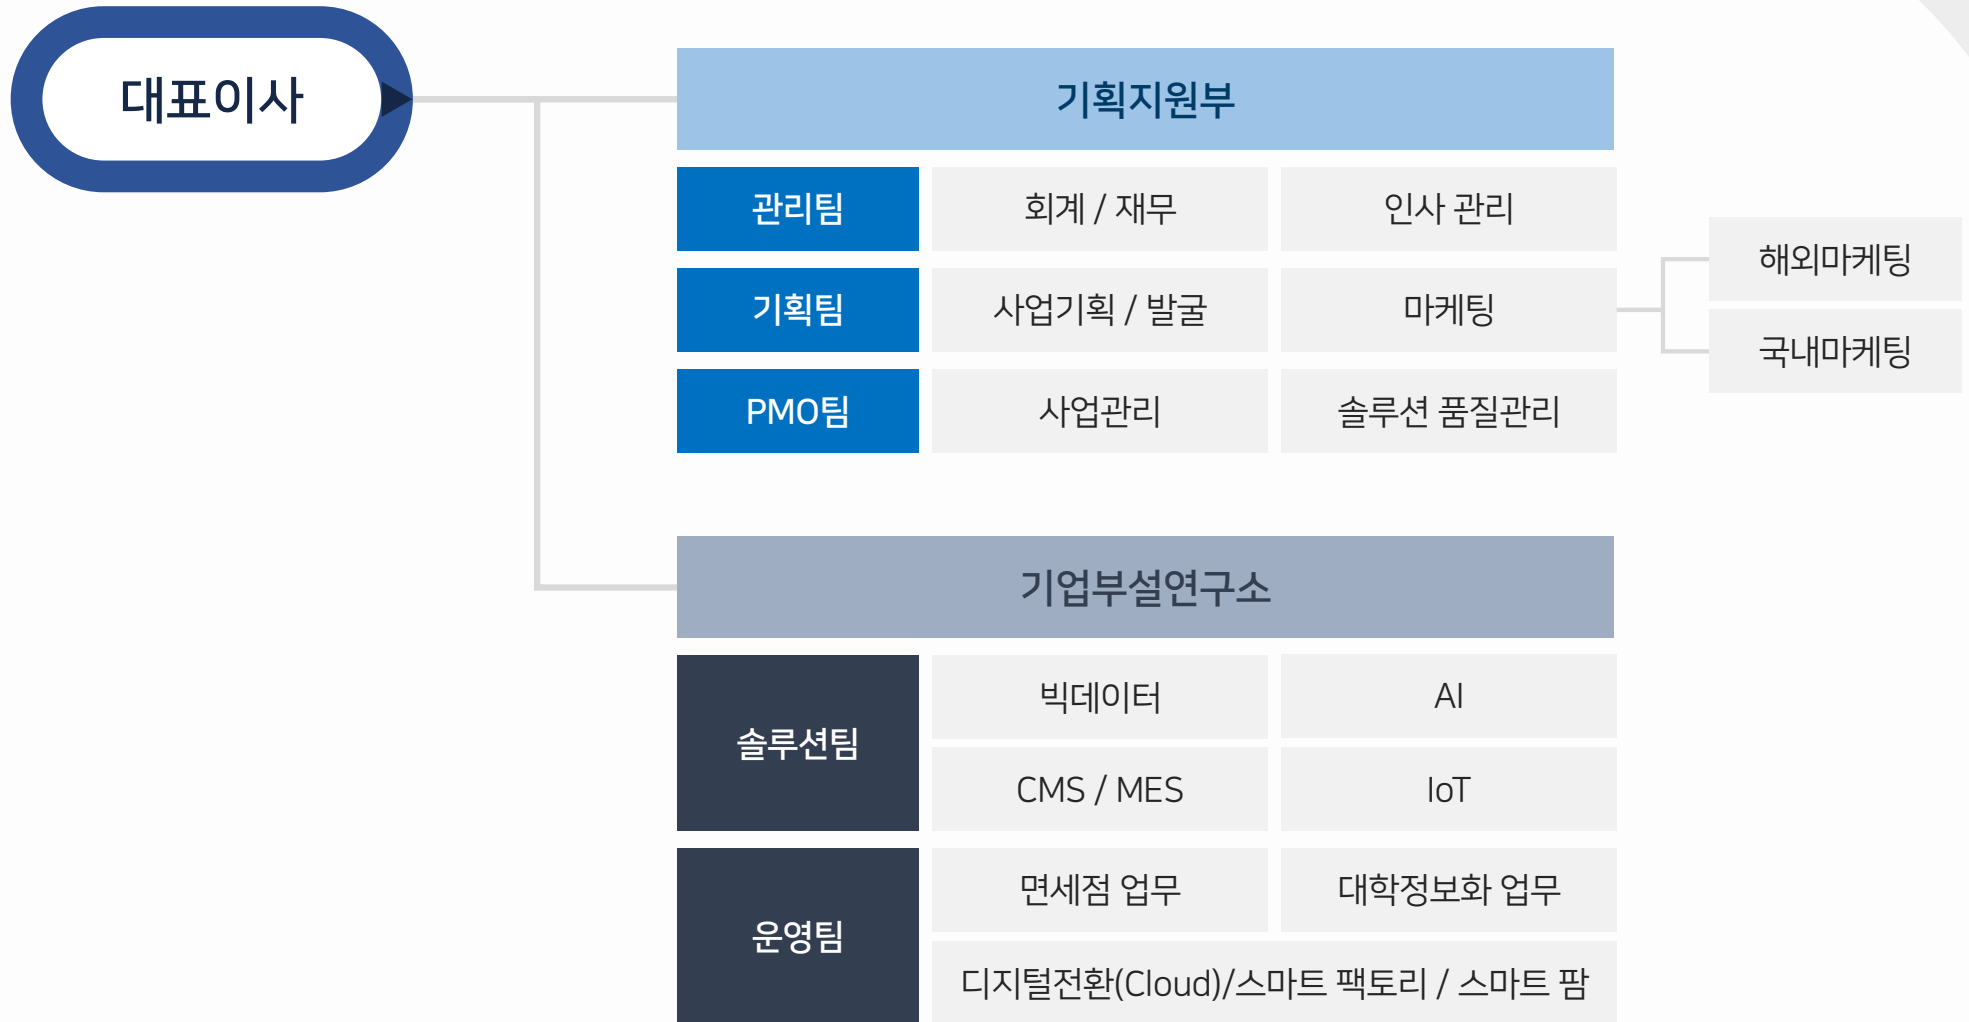 대표이사
기획지원부
관리팀
회계 / 재무
인사 관리
기획팀
사업기획 / 발굴
마케팅
해외마케팅
국내마케팅
PMO팀
사업관리
솔루션 품질관리
기업부설연구소
솔루션팀
빅데이터
AI
CMS / MES
IoT
운영팀
면세점 업무
대학정보화 업무
디지털전환(Cloud)/스마트 팩토리 / 스마트 팜